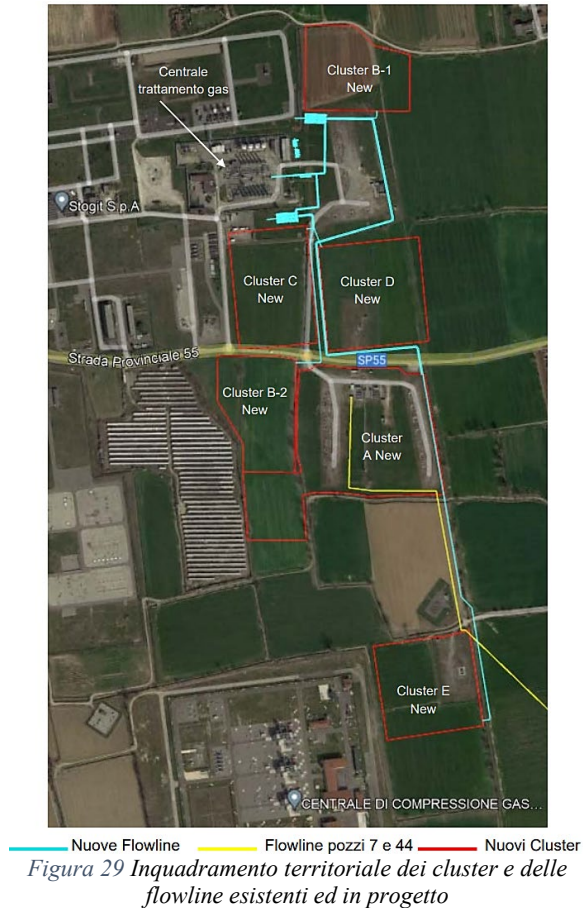 Cluster B-1
New
Centrale
trattamento gas
Stogit S.p.A
Cluster C
New
Cluster D
New
Strada Provinciale 55
SP55
Cluster B-2
New
Cluster
A New
Cluster E
New
CENTRALE DI COMPRESSIONE GAS...
Nuove Flowline
Flowline pozzi 7 e 44
Nuovi Cluster
Figura 29 Inquadramento territoriale dei cluster e delle
flowline esistenti ed in progetto